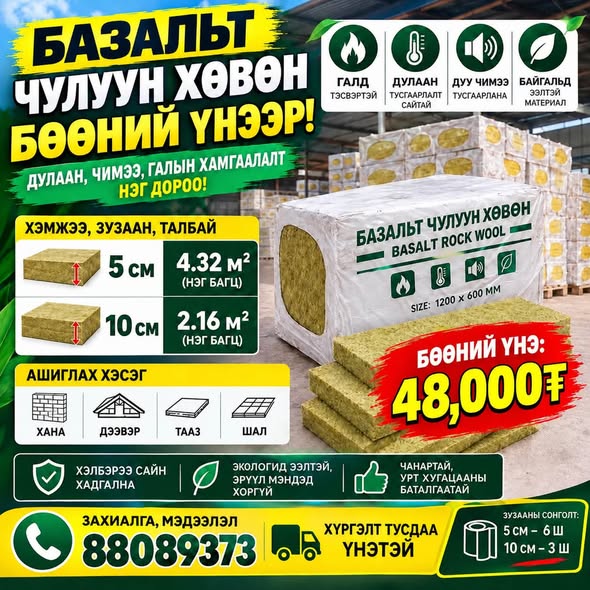 БАЗАЛЬТ
ЧУЛУУН ХӨВӨН
БӨӨНИЙ ҮНЭЭР!
ДУЛААН, ЧИМЭЭ, ГАЛЫН ХАМГААЛАЛТ
НЭГ ДОРОО!
ГАЛД
ТЭСВЭРТЭЙ
ДУЛААН
ТУСГААРЛАЛТ
САЙТАЙ
ДУУ ЧИМЭЭ
ТУСГААРЛАНА
БАЙГАЛЬД
ЭЭЛТЭЙ
МАТЕРИАЛ
ХЭМЖЭЭ, ЗУЗААН, ТАЛБАЙ
5 см
4.32 м²
(НЭГ БАГЦ)
10 см
2.16 м²
(НЭГ БАГЦ)
БАЗАЛЬТ ЧУЛУУН ХӨВӨН
BASALT ROCK WOOL
SIZE: 1200 x 600 MM
БӨӨНИЙ ҮНЭ:
48,000₮
АШИГЛАХ ХЭСЭГ
ХАНА
ДЭЭВЭР
ТААЗ
ШАЛ
ХЭЛБЭРЭЭ САЙН
ХАДГАЛНА
ЭКОЛОГИД ЭЭЛТЭЙ,
ЭРҮҮЛ МЭНДЭД
ХОРГҮЙ
ЧАНАРТАЙ,
УРТ ХУГАЦААНЫ
БАТАЛГААТАЙ
ЗАХИАЛГА, МЭДЭЭЛЭЛ
88089373
ХҮРГЭЛТ ТУСДАА
ҮНЭТЭЙ
ЗУЗААНЫ СОНГОЛТ:
5 см – 6 Ш
10 см – 3 Ш